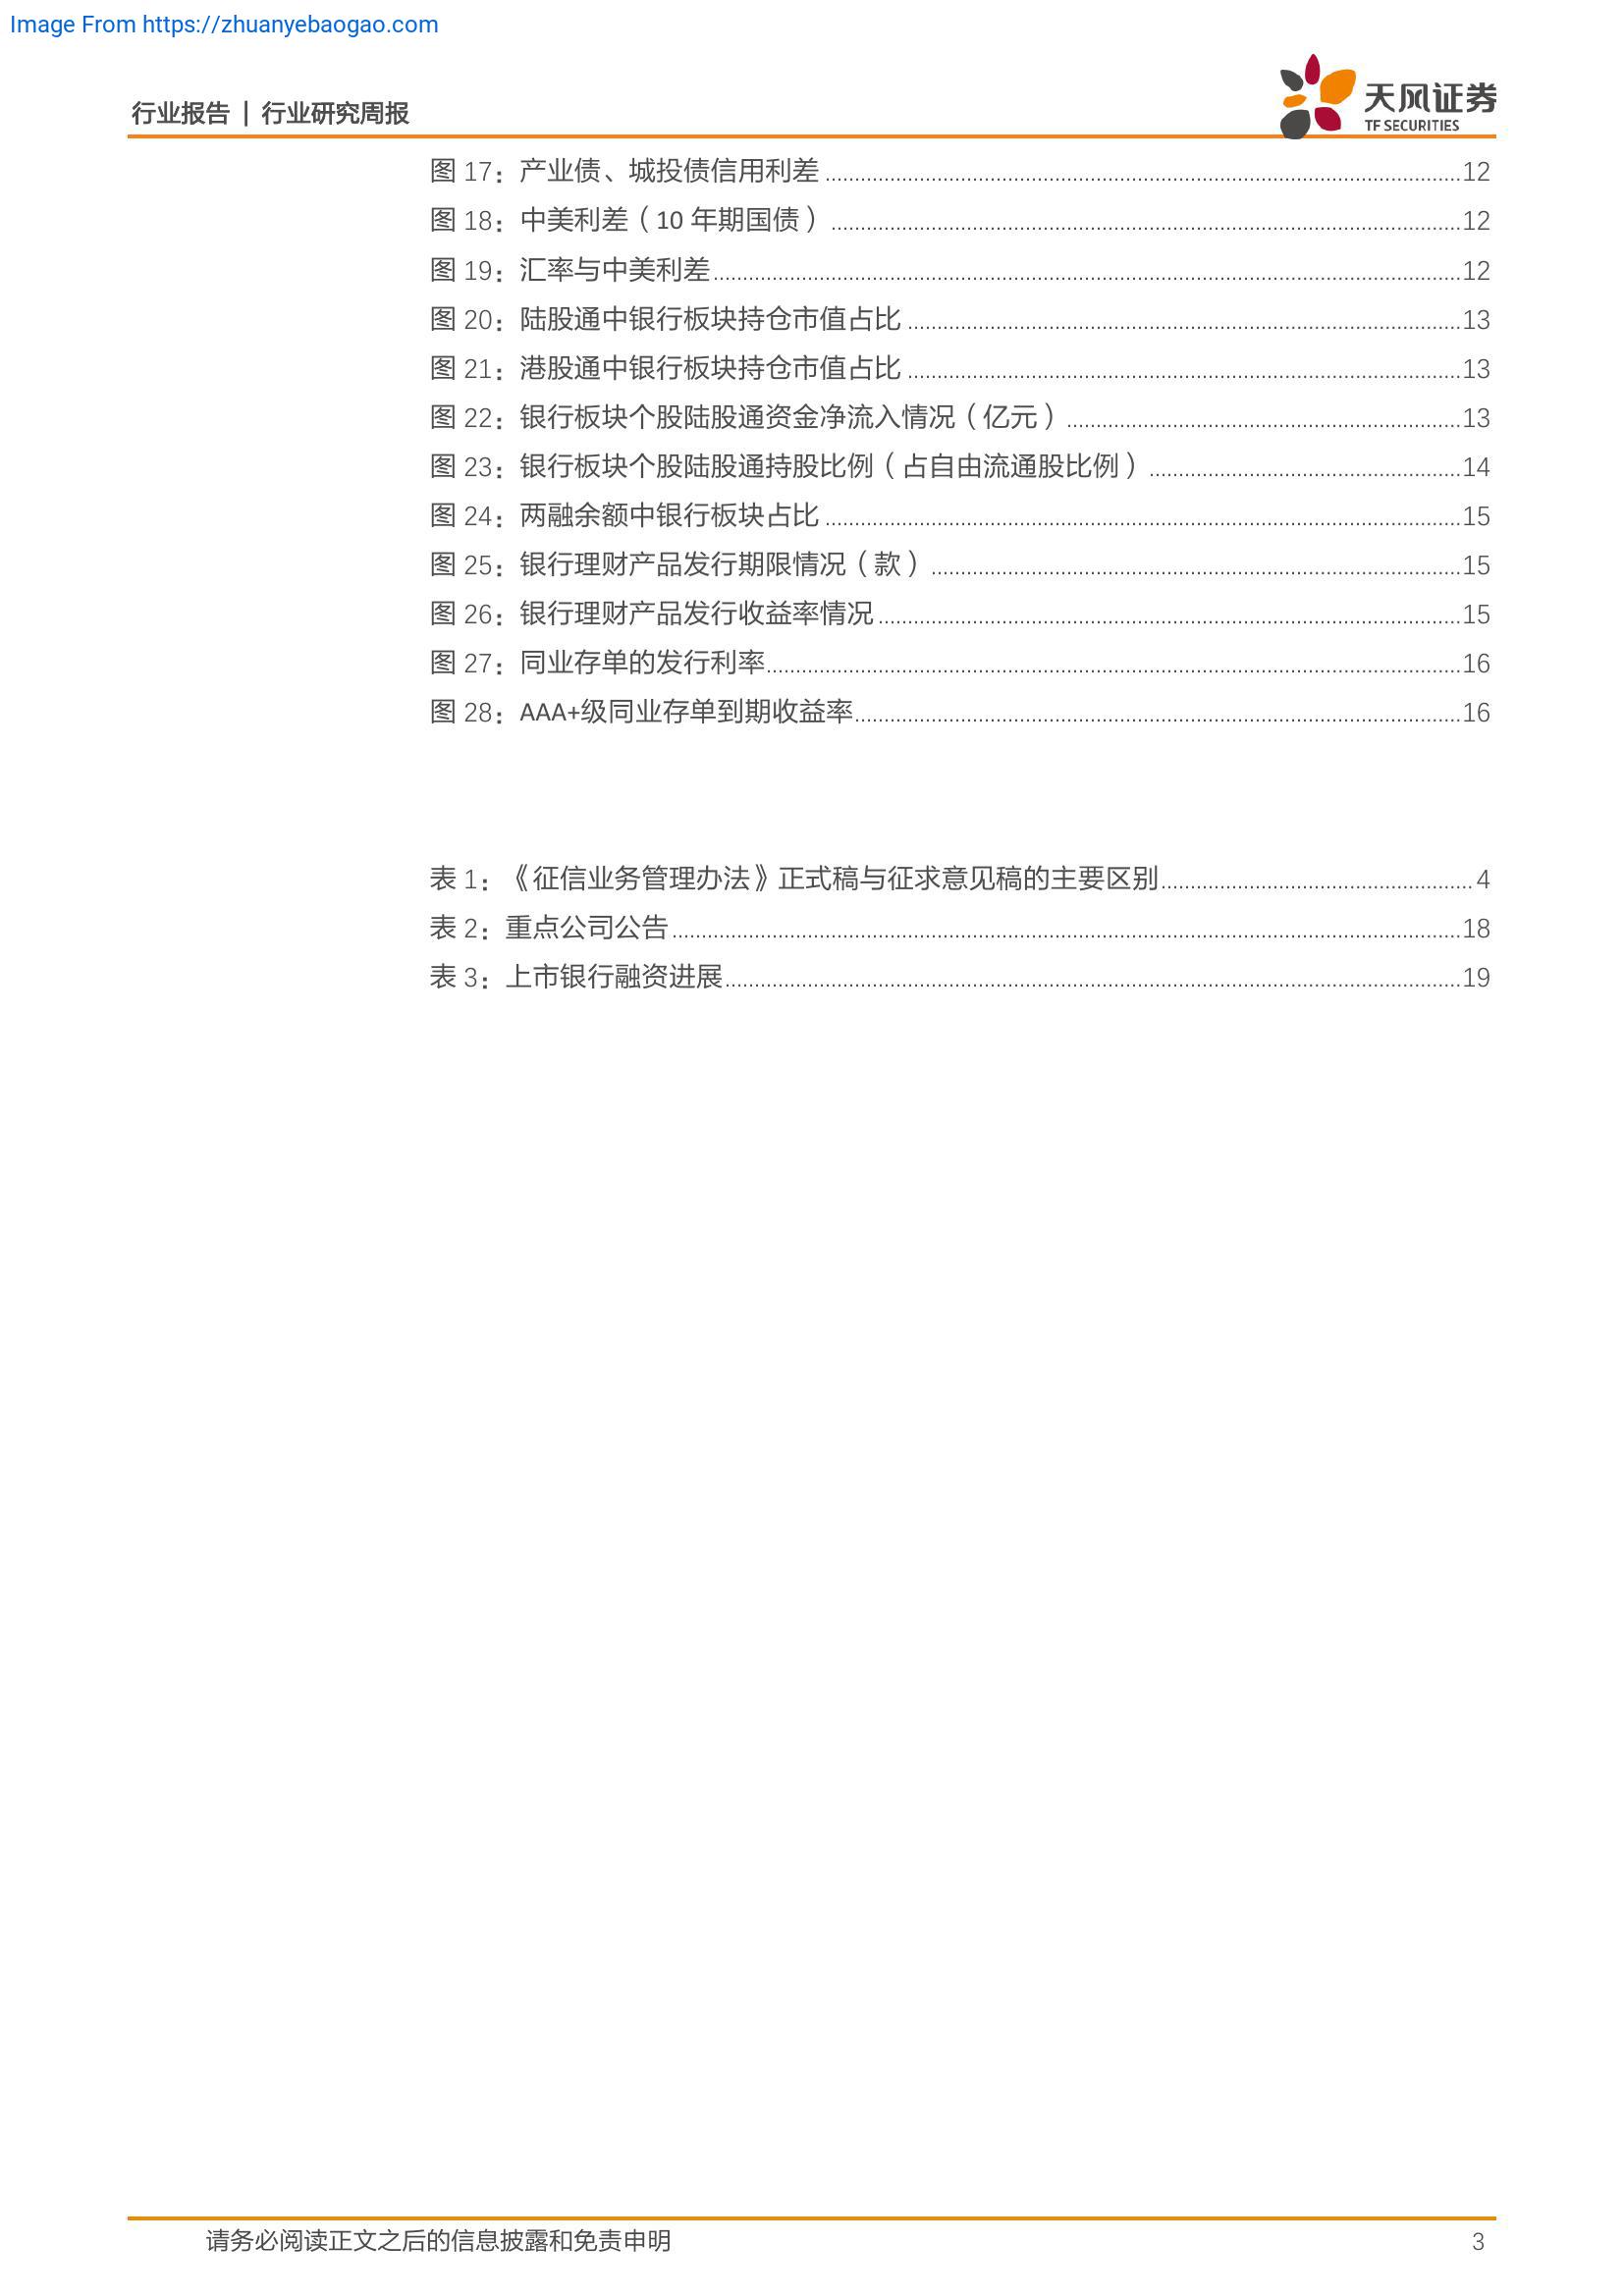 Image From https://zhuanyebaogao.com
行业报告 | 行业研究周报
天风证券
TF SECURITIES
图 17：产业债、城投债信用利差......12
图 18：中美利差（10 年期国债）......12
图 19：汇率与中美利差......12
图 20：陆股通中银行板块持仓市值占比......13
图 21：港股通中银行板块持仓市值占比......13
图 22：银行板块个股陆股通资金净流入情况（亿元）......13
图 23：银行板块个股陆股通持股比例（占自由流通股比例）......14
图 24：两融余额中银行板块占比......15
图 25：银行理财产品发行期限情况（款）......15
图 26：银行理财产品发行收益率情况......15
图 27：同业存单的发行利率......16
图 28：AAA+级同业存单到期收益率......16
表 1：《征信业务管理办法》正式稿与征求意见稿的主要区别......4
表 2：重点公司公告......18
表 3：上市银行融资进展......19
请务必阅读正文之后的信息披露和免责申明 3